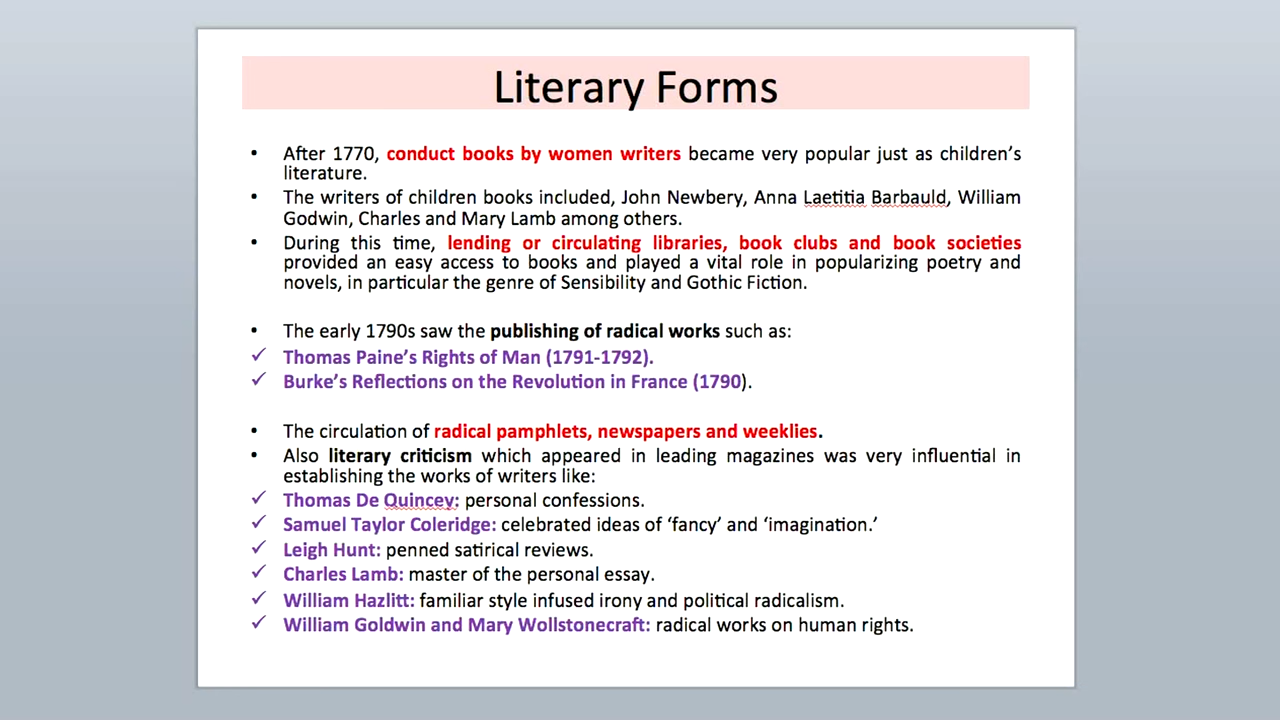 Literary Forms
• After 1770, conduct books by women writers became very popular just as children's
literature.
• The writers of children books included, John Newbery, Anna Laetitia Barbauld, William
Godwin, Charles and Mary Lamb among others.
• During this time, lending or circulating libraries, book clubs and book societies
provided an easy access to books and played a vital role in popularizing poetry and
novels, in particular the genre of Sensibility and Gothic Fiction.
• The early 1790s saw the publishing of radical works such as:
✓ Thomas Paine's Rights of Man (1791-1792).
✓ Burke's Reflections on the Revolution in France (1790).
• The circulation of radical pamphlets, newspapers and weeklies.
• Also literary criticism which appeared in leading magazines was very influential in
establishing the works of writers like:
✓ Thomas De Quincey: personal confessions.
✓ Samuel Taylor Coleridge: celebrated ideas of 'fancy' and 'imagination.'
✓ Leigh Hunt: penned satirical reviews.
✓ Charles Lamb: master of the personal essay.
✓ William Hazlitt: familiar style infused irony and political radicalism.
✓ William Goldwin and Mary Wollstonecraft: radical works on human rights.